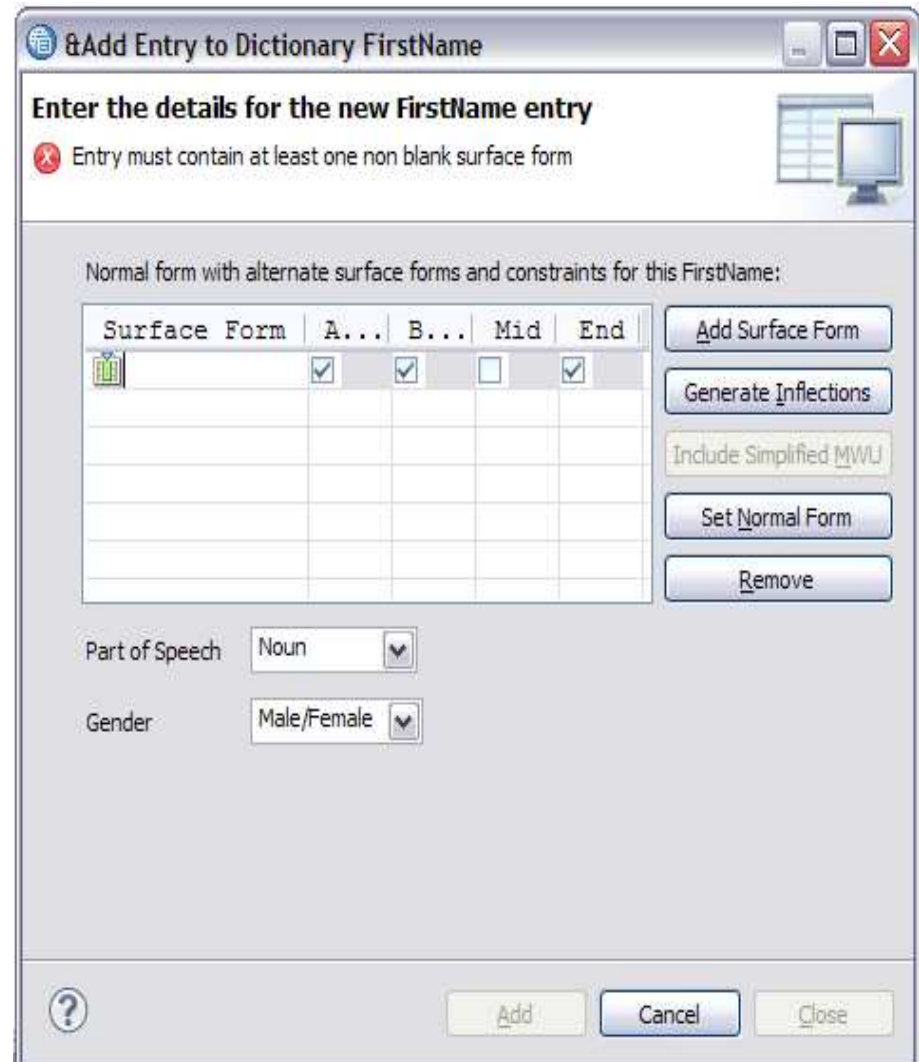 &Add Entry to Dictionary FirstName
Enter the details for the new FirstName entry
Entry must contain at least one non blank surface form
Normal form with alternate surface forms and constraints for this FirstName:
Surface Form A... B... Mid End
Add Surface Form
Generate Inflections
Include Simplified MWU
Set Normal Form
Remove
Part of Speech Noun
Gender Male/Female
? Add Cancel Close